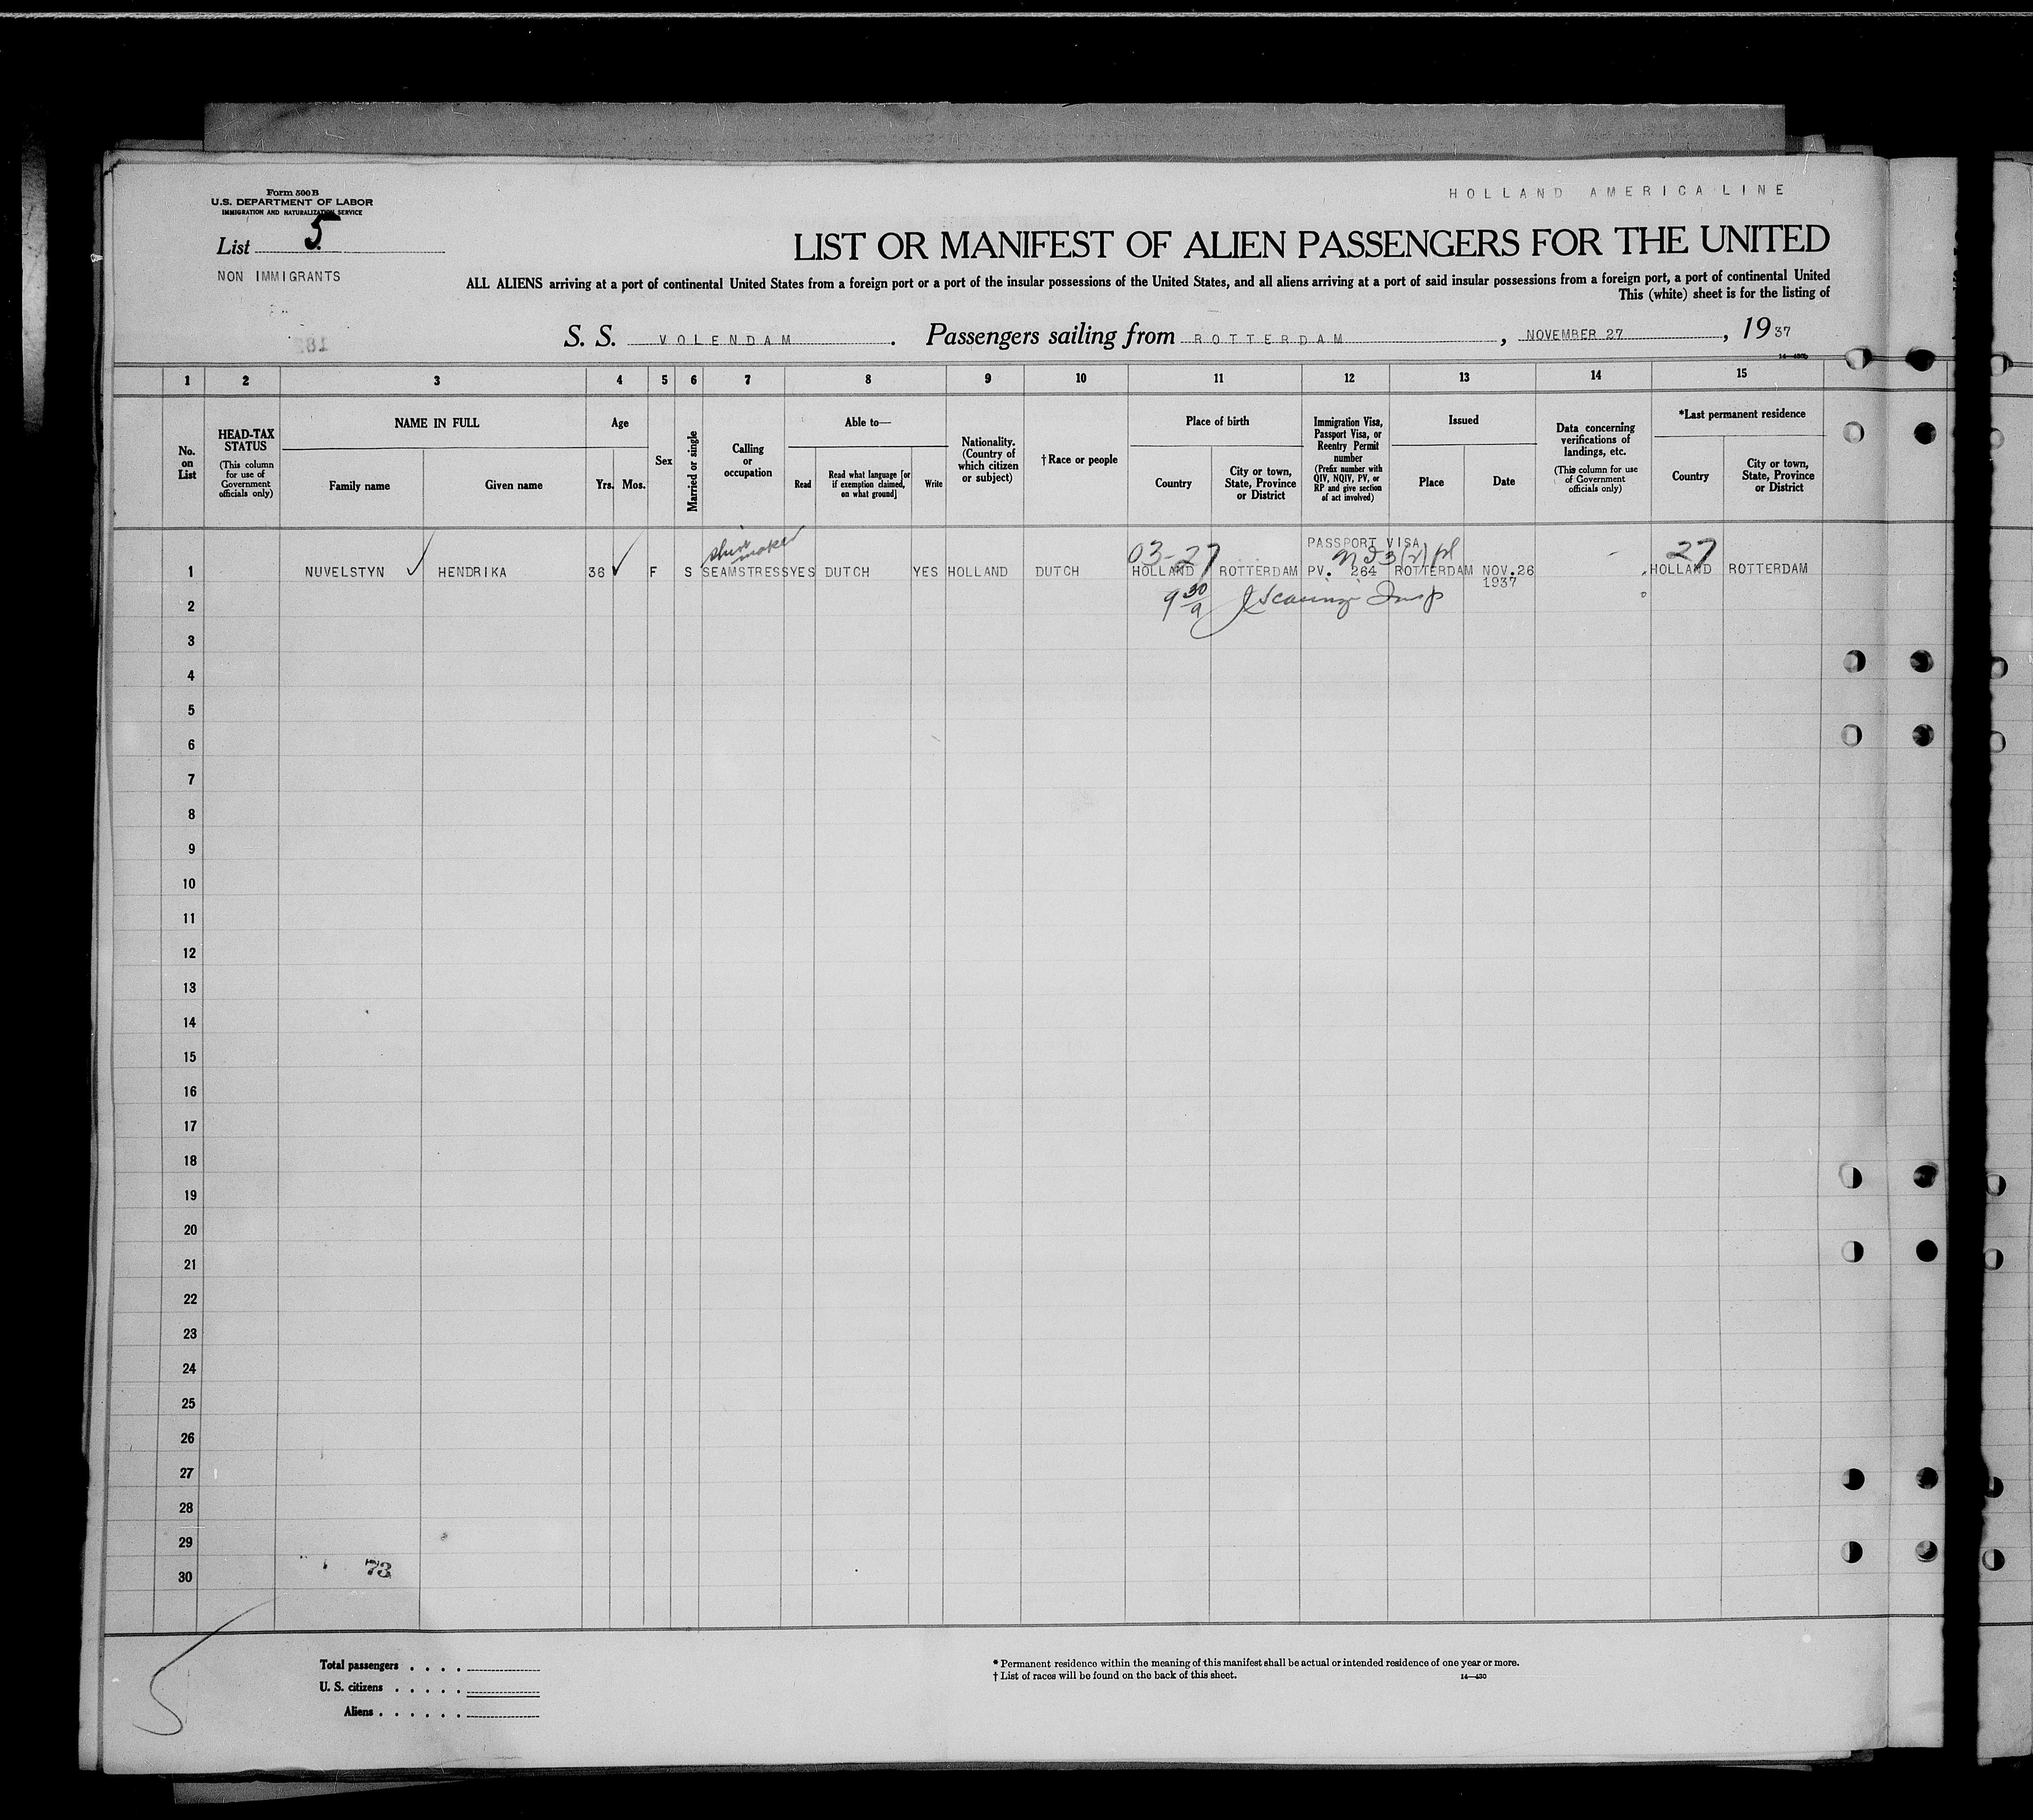 HOLLAND AMERICA LINE
Form 500 B
U.S. DEPARTMENT OF LABOR
IMMIGRATION AND NATURALIZATION SERVICE
List 5
NON IMMIGRANTS
LIST OR MANIFEST OF ALIEN PASSENGERS FOR THE UNITED
ALL ALIENS arriving at a port of continental United States from a foreign port or a port of the insular possessions of the United States, and all aliens arriving at a port of said insular possessions from a foreign port, a port of continental United
This (white) sheet is for the listing of
S. S. VOLENDAM. Passengers sailing from ROTTERDAM, NOVEMBER 27, 1937
1 2 3 4 5 6 7 8 9 10 11 12 13 14 15
No. on List
HEAD-TAX STATUS
(This column for use of Government officials only)
NAME IN FULL
Family name
Given name
Age
Yrs. Mos.
Sex
Married or single
Calling or occupation
Able to—
Read
Read what language [or if exemption claimed, on what ground]
Write
Nationality. (Country of which citizen or subject)
†Race or people
Place of birth
Country
City or town, State, Province or District
Immigration Visa, Passport Visa, or Reentry Permit number
(Prefix number with QIV, NQIV, PV, or RP and give section of act involved)
Issued
Place
Date
Data concerning verifications of landings, etc.
(This column for use of Government officials only)
*Last permanent residence
Country
City or town, State, Province or District
maker
03-27
PASSPORT VISA
3(2)
27
1 NUVELSTYN HENDRIKA 36 F S SEAMSTRESS YES DUTCH YES HOLLAND DUTCH HOLLAND ROTTERDAM PV. 264 ROTTERDAM NOV.26 1937 HOLLAND ROTTERDAM
2 9 30/a Insp
3
4
5
6
7
8
9
10
11
12
13
14
15
16
17
18
19
20
21
22
23
24
25
26
27
28
29
30
73
5
Total passengers
U. S. citizens
Aliens
* Permanent residence within the meaning of this manifest shall be actual or intended residence of one year or more.
† List of races will be found on the back of this sheet.
14—430